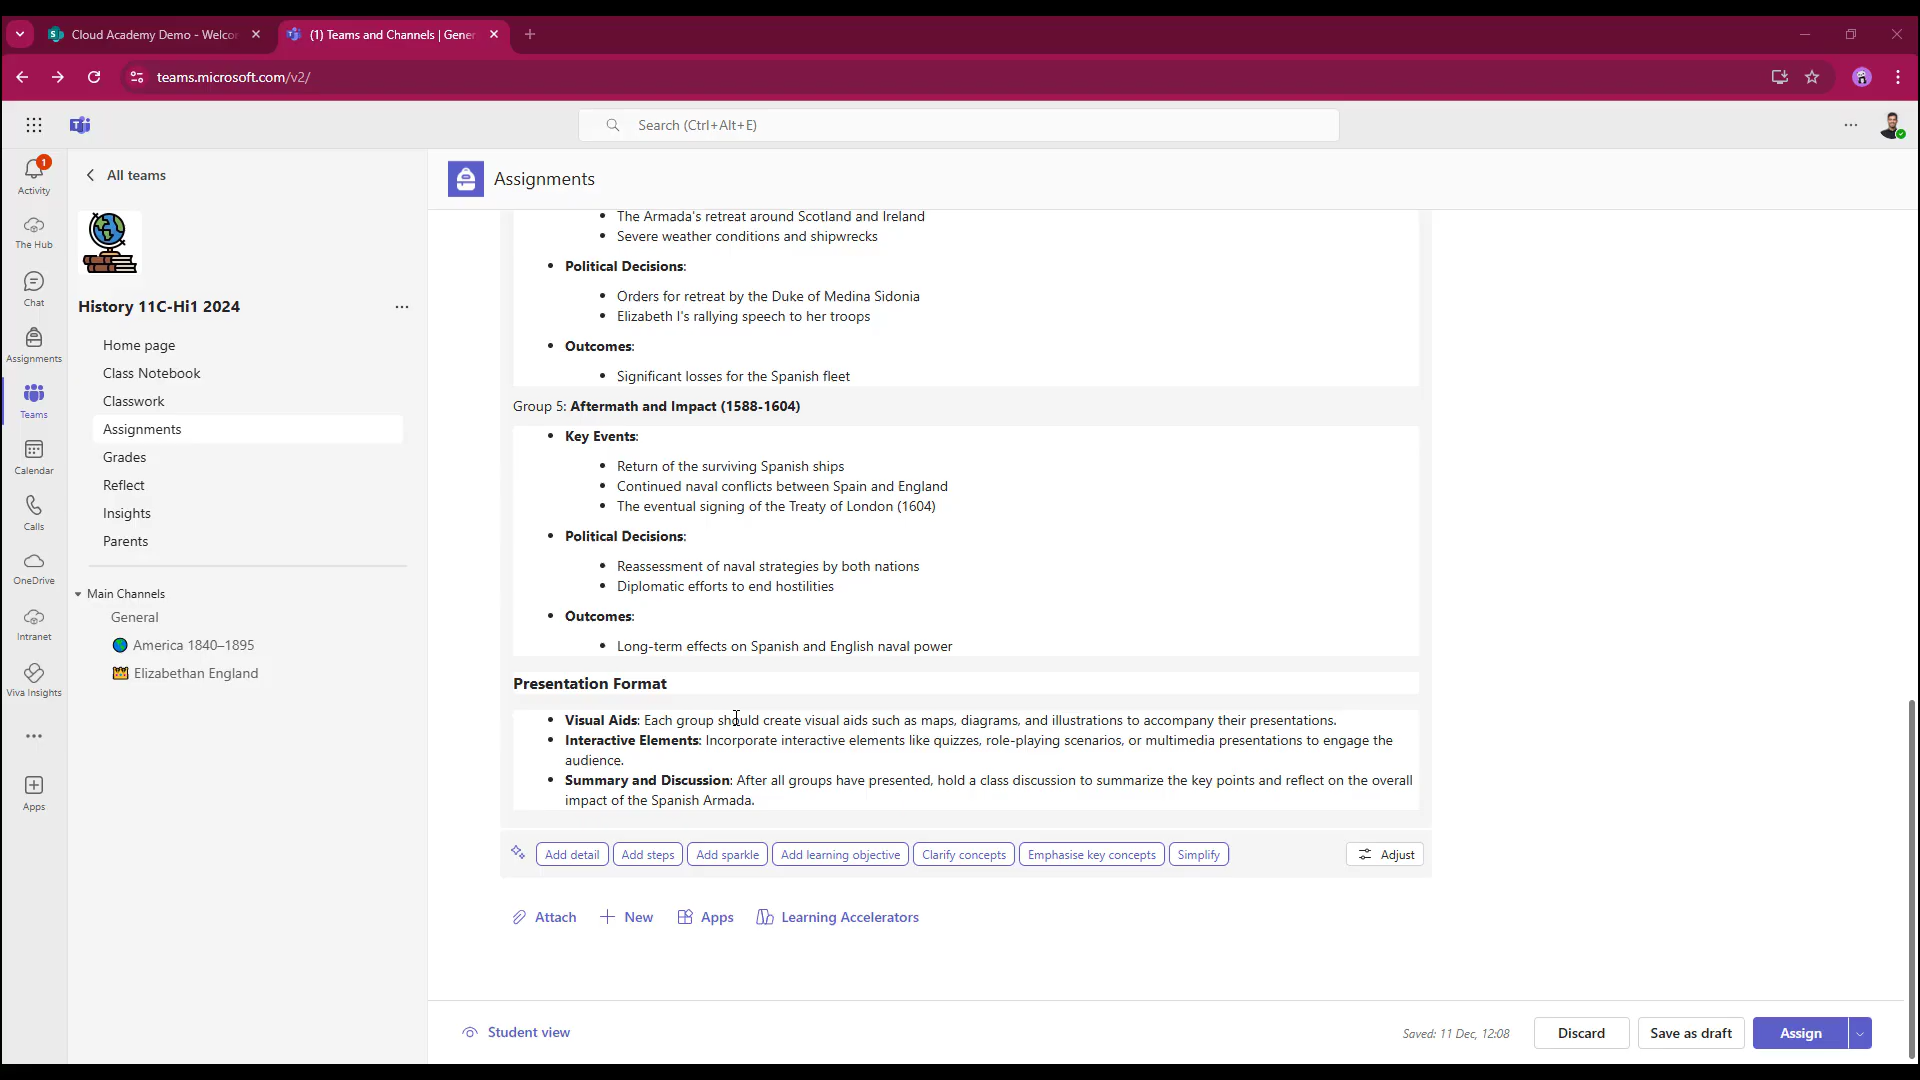 Cloud Academy Demo - Welco
(1) Teams and Channels | Gene
teams.microsoft.com/v2/
Search (Ctrl+Alt+E)
1
Activity
The Hub
Chat
Assignments
Teams
Calendar
Calls
OneDrive
Intranet
Viva Insights
Apps
All teams
History 11C-Hi1 2024
Home page
Class Notebook
Classwork
Assignments
Grades
Reflect
Insights
Parents
Main Channels
General
America 1840–1895
Elizabethan England
Assignments
The Armada's retreat around Scotland and Ireland
Severe weather conditions and shipwrecks
Political Decisions:
Orders for retreat by the Duke of Medina Sidonia
Elizabeth I's rallying speech to her troops
Outcomes:
Significant losses for the Spanish fleet
Group 5: Aftermath and Impact (1588-1604)
Key Events:
Return of the surviving Spanish ships
Continued naval conflicts between Spain and England
The eventual signing of the Treaty of London (1604)
Political Decisions:
Reassessment of naval strategies by both nations
Diplomatic efforts to end hostilities
Outcomes:
Long-term effects on Spanish and English naval power
Presentation Format
Visual Aids: Each group should create visual aids such as maps, diagrams, and illustrations to accompany their presentations.
Interactive Elements: Incorporate interactive elements like quizzes, role-playing scenarios, or multimedia presentations to engage the
audience.
Summary and Discussion: After all groups have presented, hold a class discussion to summarize the key points and reflect on the overall
impact of the Spanish Armada.
Add detail
Add steps
Add sparkle
Add learning objective
Clarify concepts
Emphasise key concepts
Simplify
Adjust
Attach
New
Apps
Learning Accelerators
Student view
Saved: 11 Dec, 12:08
Discard
Save as draft
Assign